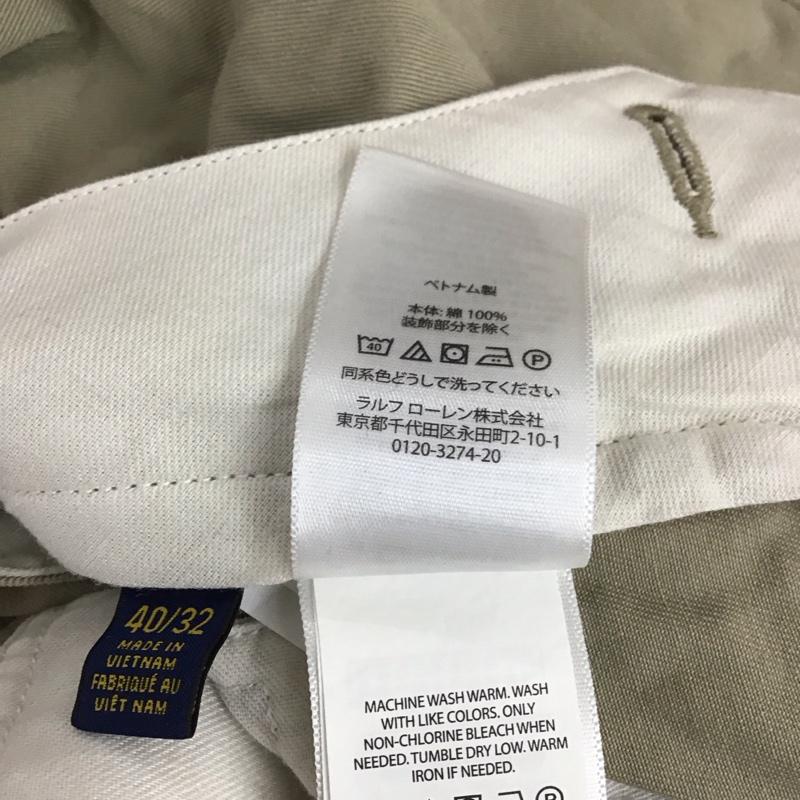 ベトナム製
本体: 綿 100%
装飾部分を除く
40 P
同系色どうしで洗ってください
ラルフ ローレン株式会社
東京都千代田区永田町2-10-1
0120-3274-20
40/32
MADE IN
VIETNAM
FABRIQUÉ AU
VIÊT NAM
MACHINE WASH WARM. WASH
WITH LIKE COLORS. ONLY
NON-CHLORINE BLEACH WHEN
NEEDED. TUMBLE DRY LOW. WARM
IRON IF NEEDED.
P